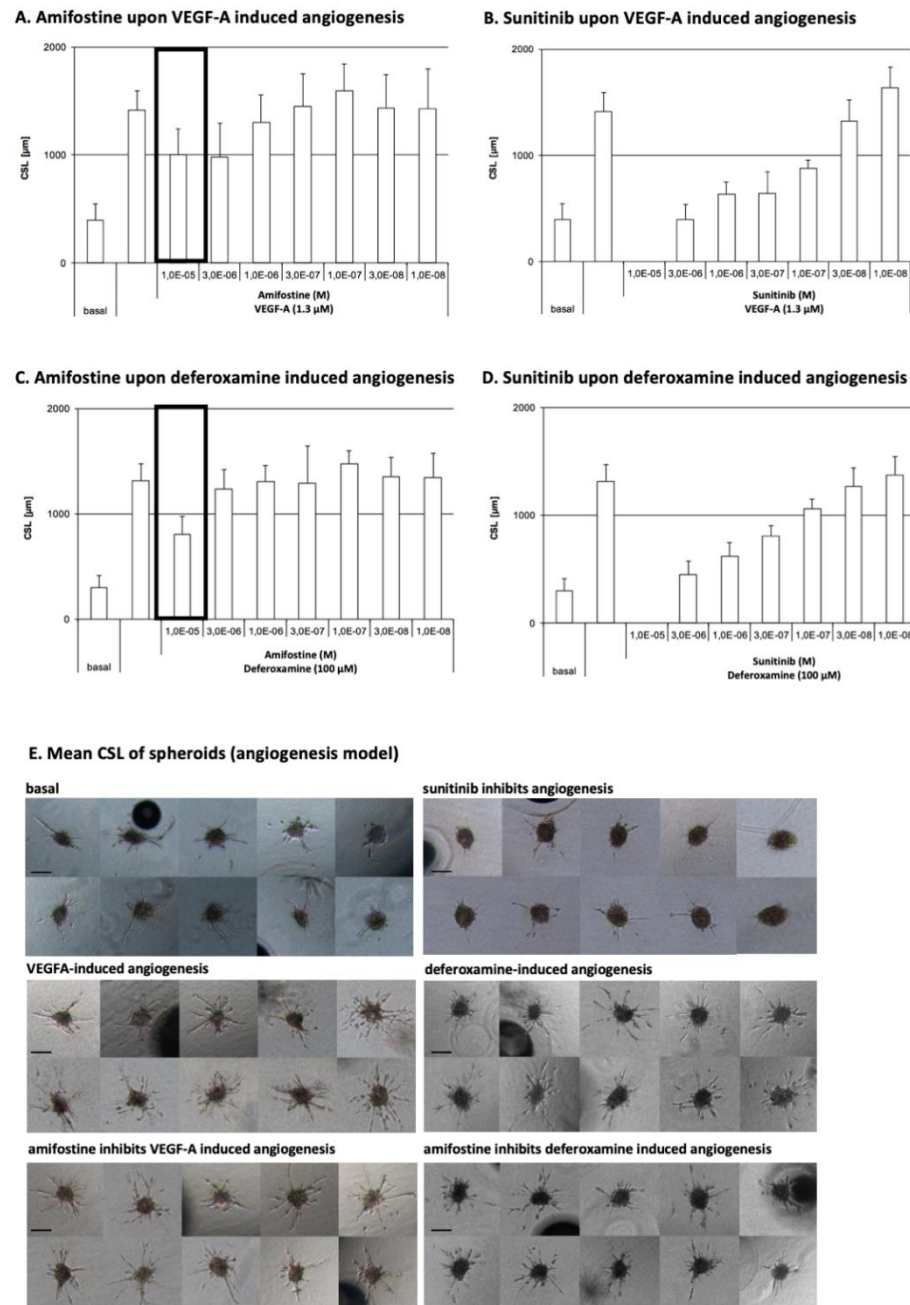 A. Amifostine upon VEGF-A induced angiogenesis
2000
1000
0
CSL [µm]
1,0E-05 3,0E-06 1,0E-06 3,0E-07 1,0E-07 3,0E-08 1,0E-08
Amifostine (M)
basal VEGF-A (1.3 µM)
B. Sunitinib upon VEGF-A induced angiogenesis
2000
1000
0
CSL [µm]
1,0E-05 3,0E-06 1,0E-06 3,0E-07 1,0E-07 3,0E-08 1,0E-08
Sunitinib (M)
basal VEGF-A (1.3 µM)
C. Amifostine upon deferoxamine induced angiogenesis
2000
1000
0
CSL [µm]
1,0E-05 3,0E-06 1,0E-06 3,0E-07 1,0E-07 3,0E-08 1,0E-08
Amifostine (M)
basal Deferoxamine (100 µM)
D. Sunitinib upon deferoxamine induced angiogenesis
2000
1000
0
CSL [µm]
1,0E-05 3,0E-06 1,0E-06 3,0E-07 1,0E-07 3,0E-08 1,0E-08
Sunitinib (M)
basal Deferoxamine (100 µM)
E. Mean CSL of spheroids (angiogenesis model)
basal
sunitinib inhibits angiogenesis
VEGFA-induced angiogenesis
deferoxamine-induced angiogenesis
amifostine inhibits VEGF-A induced angiogenesis
amifostine inhibits deferoxamine induced angiogenesis